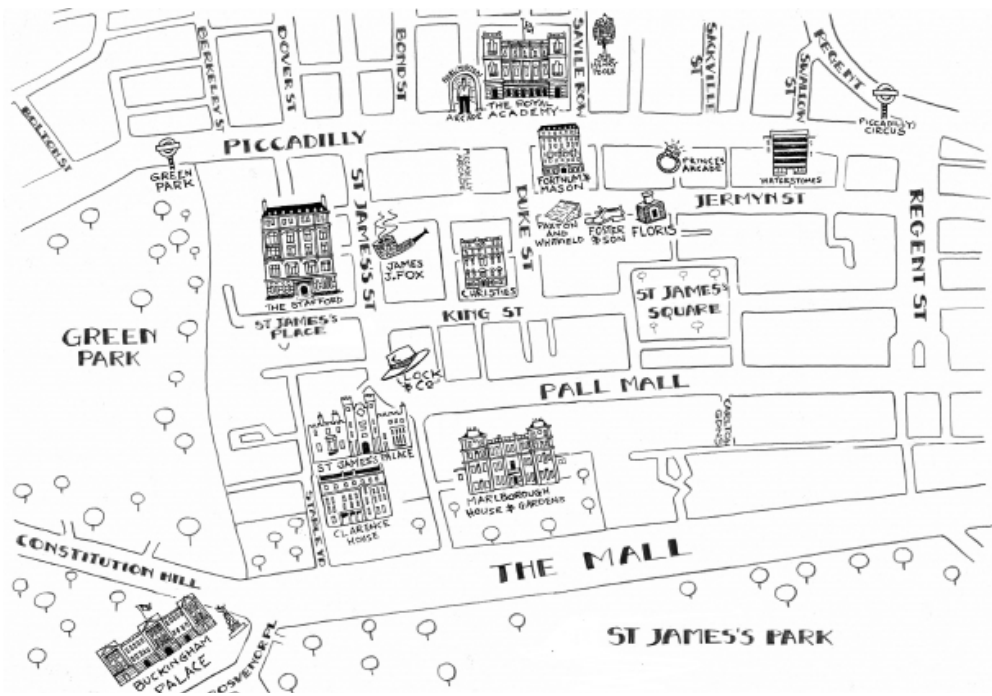 BOLTON ST
BERKELEY ST
DOVER ST
BOND ST
BURLINGTON
ARCADE
THE ROYAL
ACADEMY
SAVILE ROW
SACKVILLE
ST
SWALLOW
ST
REGENT
PICCADILLY
CIRCUS
PICCADILLY
GREEN
PARK
ST JAMES'S ST
PICCADILLY
ARCADE
FORTNUM &
MASON
PRINCES
ARCADE
WATERSTONES
DUKE ST
JERMYN ST
REGENT ST
PAXTON
AND
WHITFIELD
FOSTER
& SON
FLORIS
JAMES
J. FOX
CHRISTIES
THE STAFFORD
ST JAMES'S
PLACE
KING ST
ST JAMES'
SQUARE
GREEN
PARK
LOCK
& CO
PALL MALL
CARLTON
GDNS
ST JAMES'S PALACE
CLARENCE
HOUSE
MARLBOROUGH
HOUSE & GARDENS
THE MALL
CONSTITUTION HILL
BUCKINGHAM
PALACE
ST JAMES'S PARK